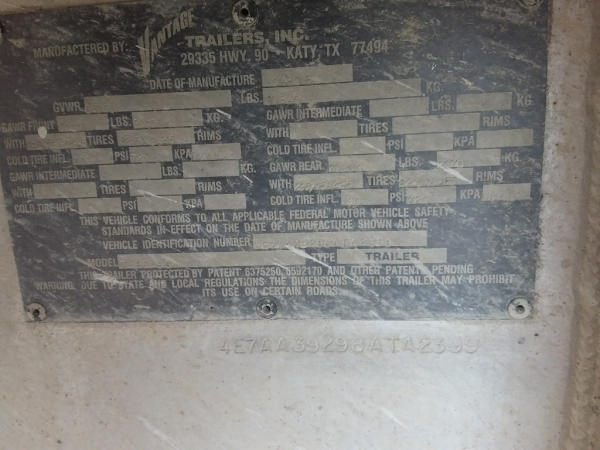 MANUFACTURED BY: VANTAGE TRAILERS, INC.
29335 HWY. 90 KATY, TX 77494
DATE OF MANUFACTURE
GVWR LBS. KG.
GAWR FRONT LBS. KG. GAWR INTERMEDIATE LBS. KG.
WITH TIRES RIMS WITH TIRES RIMS
COLD TIRE INFL. PSI KPA COLD TIRE INFL. PSI KPA
GAWR INTERMEDIATE LBS. KG. GAWR REAR LBS. KG.
WITH TIRES RIMS WITH TIRES RIMS
COLD TIRE INFL. PSI KPA COLD TIRE INFL. PSI KPA
THIS VEHICLE CONFORMS TO ALL APPLICABLE FEDERAL MOTOR VEHICLE SAFETY
STANDARDS IN EFFECT ON THE DATE OF MANUFACTURE SHOWN ABOVE
VEHICLE IDENTIFICATION NUMBER
MODEL TYPE TRAILER
THIS TRAILER PROTECTED BY PATENT 6375250, 5592170 AND OTHER PATENTS PENDING
WARNING: DUE TO STATE AND LOCAL REGULATIONS THE DIMENSIONS OF THIS TRAILER MAY PROHIBIT
ITS USE ON CERTAIN ROADS.